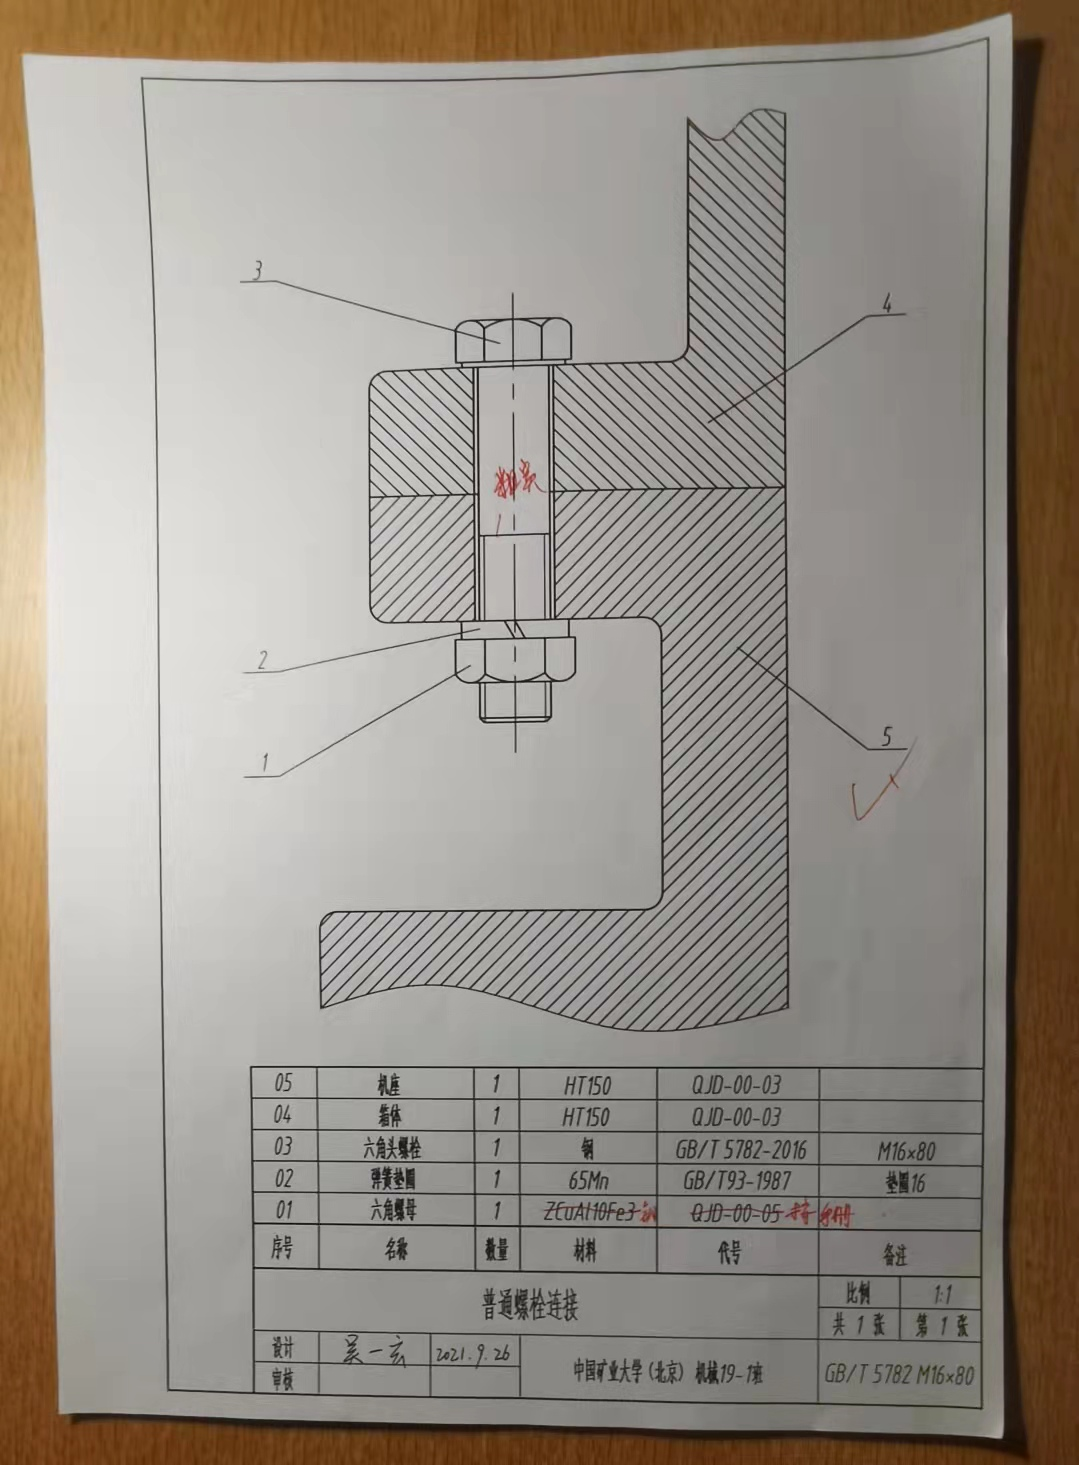 3
4
粗实
2
1
5
05 机座 1 HT150 QJD-00-03
04 箱体 1 HT150 QJD-00-03
03 六角头螺栓 1 钢 GB/T 5782-2016 M16×80
02 弹簧垫圈 1 65Mn GB/T93-1987 垫圈16
01 六角螺母 1 ZCuAl10Fe3 QJD-00-05 手册
序号 名称 数量 材料 代号 备注
普通螺栓连接
比例 1:1
共 1 张 第 1 张
设计 吴一玄 2021.9.26
审核
中国矿业大学(北京) 机械19-1班
GB/T 5782 M16×80